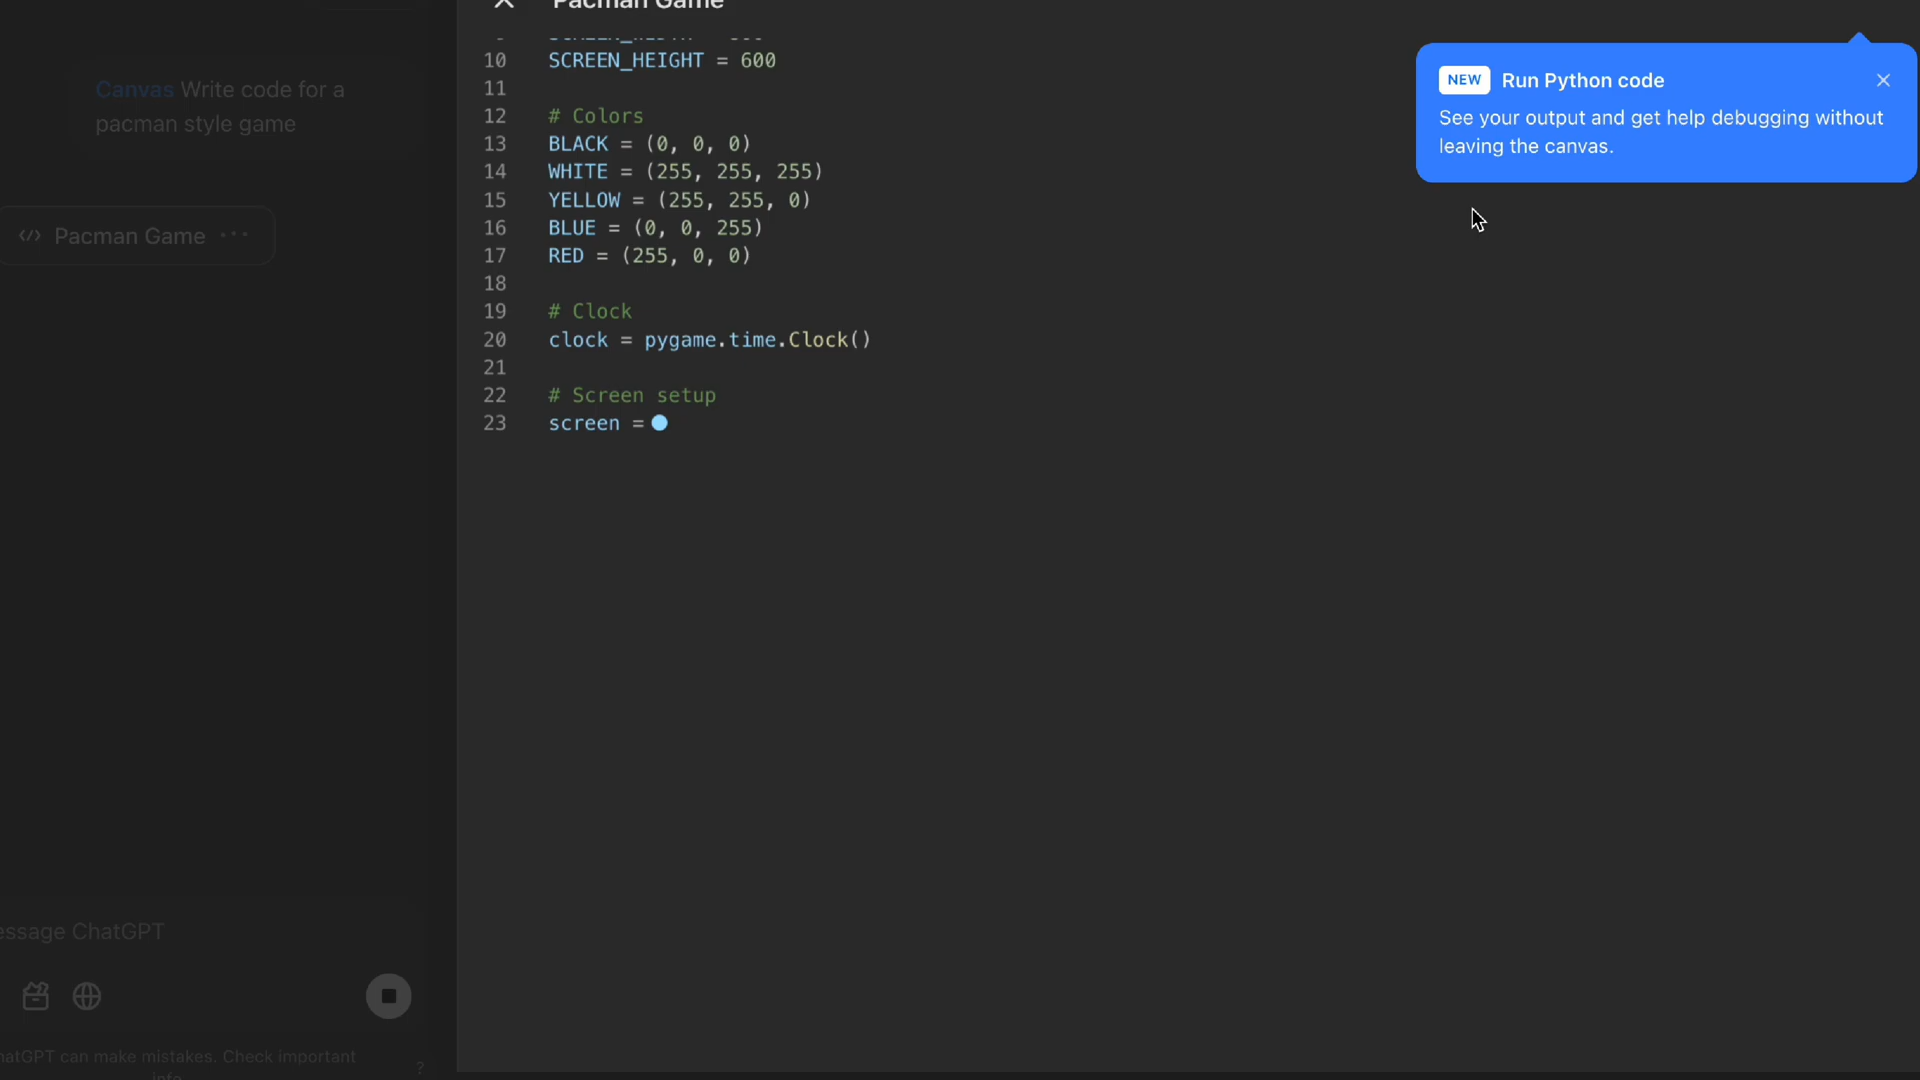 Pacman Game
Canvas Write code for a
pacman style game
Pacman Game
10 SCREEN_HEIGHT = 600
11
12 # Colors
13 BLACK = (0, 0, 0)
14 WHITE = (255, 255, 255)
15 YELLOW = (255, 255, 0)
16 BLUE = (0, 0, 255)
17 RED = (255, 0, 0)
18
19 # Clock
20 clock = pygame.time.Clock()
21
22 # Screen setup
23 screen =
NEW Run Python code
See your output and get help debugging without
leaving the canvas.
essage ChatGPT
hatGPT can make mistakes. Check important
info.
?